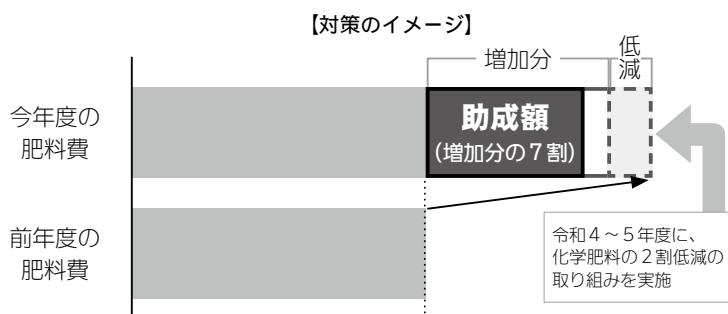 【対策のイメージ】
増加分
低減
今年度の
肥料費
助成額
(増加分の７割)
前年度の
肥料費
令和４～５年度に、
化学肥料の２割低減の
取り組みを実施